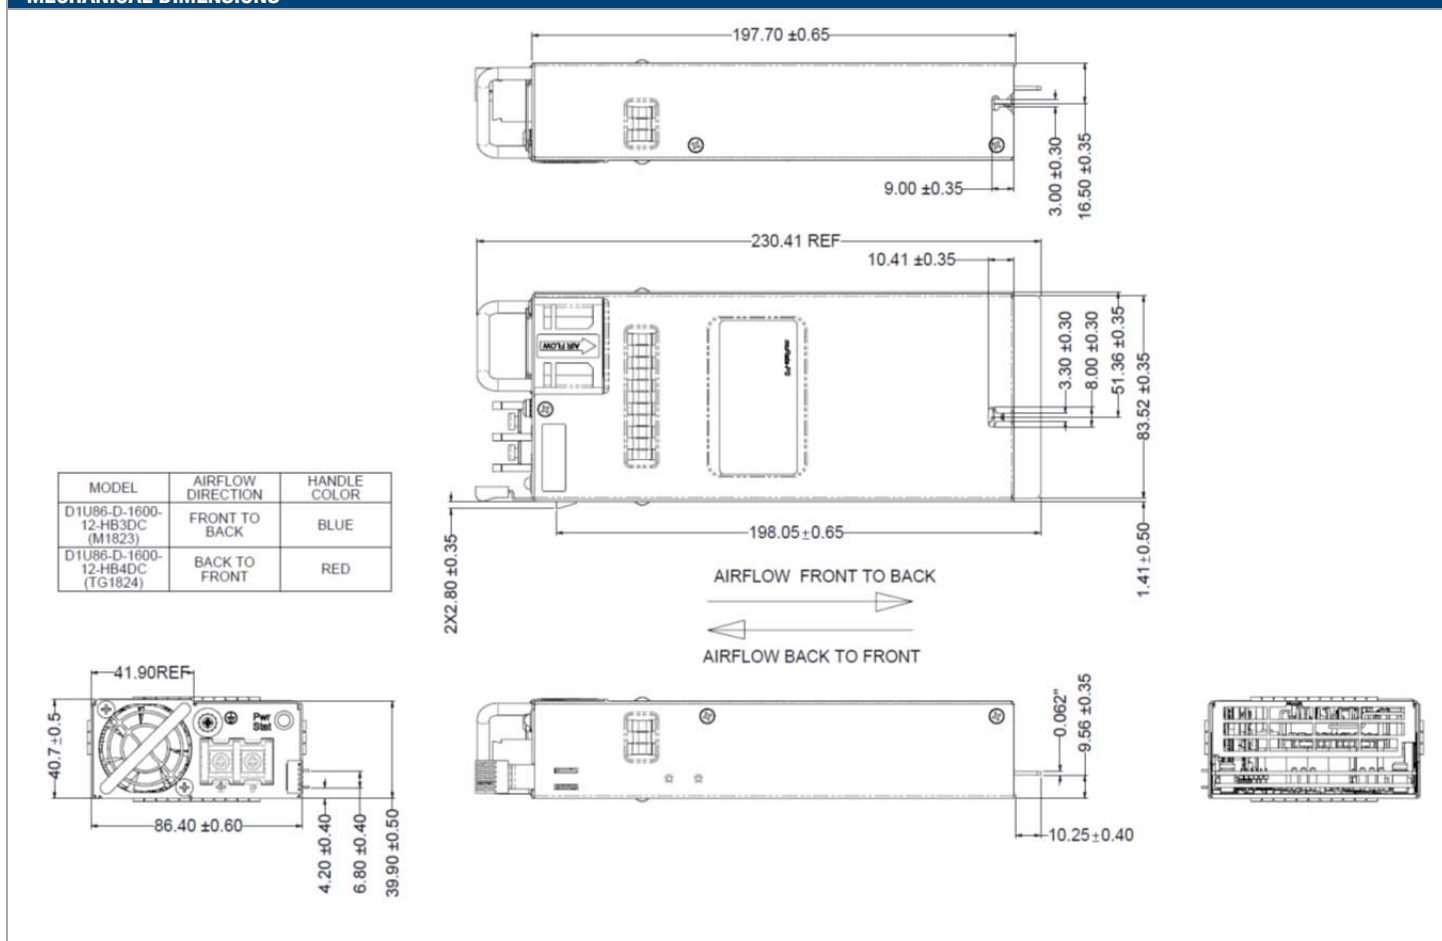 MECHANICAL DIMENSIONS
197.70 ±0.65
9.00 ±0.35
3.00 ±0.30
16.50 ±0.35
230.41 REF
10.41 ±0.35
AIR FLOW
3.30 ±0.30
8.00 ±0.30
51.36 ±0.35
83.52 ±0.35
198.05±0.65
2X2.80 ±0.35
1.41±0.50
MODEL
AIRFLOW
DIRECTION
HANDLE
COLOR
D1U86-D-1600-
12-HB3DC
(M1823)
FRONT TO
BACK
BLUE
D1U86-D-1600-
12-HB4DC
(TG1824)
BACK TO
FRONT
RED
AIRFLOW FRONT TO BACK
AIRFLOW BACK TO FRONT
41.90REF
40.7±0.5
Pwr
Stat
86.40 ±0.60
4.20 ±0.40
6.80 ±0.40
39.90 ±0.50
0.062"
9.56 ±0.35
10.25±0.40